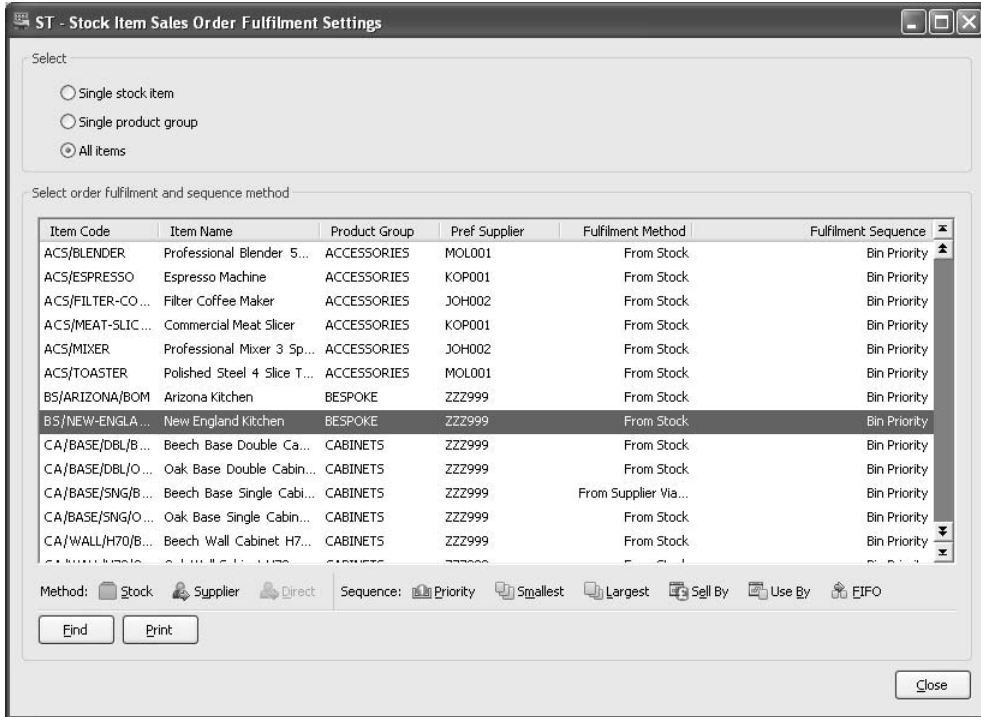 ST - Stock Item Sales Order Fulfilment Settings
Select
Single stock item
Single product group
All items
Select order fulfilment and sequence method
Item Code Item Name Product Group Pref Supplier Fulfilment Method Fulfilment Sequence
ACS/BLENDER Professional Blender 5... ACCESSORIES MOL001 From Stock Bin Priority
ACS/ESPRESSO Espresso Machine ACCESSORIES KOP001 From Stock Bin Priority
ACS/FILTER-CO... Filter Coffee Maker ACCESSORIES JOH002 From Stock Bin Priority
ACS/MEAT-SLIC... Commercial Meat Slicer ACCESSORIES KOP001 From Stock Bin Priority
ACS/MIXER Professional Mixer 3 Sp... ACCESSORIES JOH002 From Stock Bin Priority
ACS/TOASTER Polished Steel 4 Slice T... ACCESSORIES MOL001 From Stock Bin Priority
BS/ARIZONA/BOM Arizona Kitchen BESPOKE ZZZ999 From Stock Bin Priority
BS/NEW-ENGLA... New England Kitchen BESPOKE ZZZ999 From Stock Bin Priority
CA/BASE/DBL/B... Beech Base Double Ca... CABINETS ZZZ999 From Stock Bin Priority
CA/BASE/DBL/O... Oak Base Double Cabin... CABINETS ZZZ999 From Stock Bin Priority
CA/BASE/SNG/B... Beech Base Single Cabi... CABINETS ZZZ999 From Supplier Via... Bin Priority
CA/BASE/SNG/O... Oak Base Single Cabin... CABINETS ZZZ999 From Stock Bin Priority
CA/WALL/H70/B... Beech Wall Cabinet H7... CABINETS ZZZ999 From Stock Bin Priority
Method: Stock Supplier Direct Sequence: Priority Smallest Largest Sell By Use By FIFO
Find Print
Close